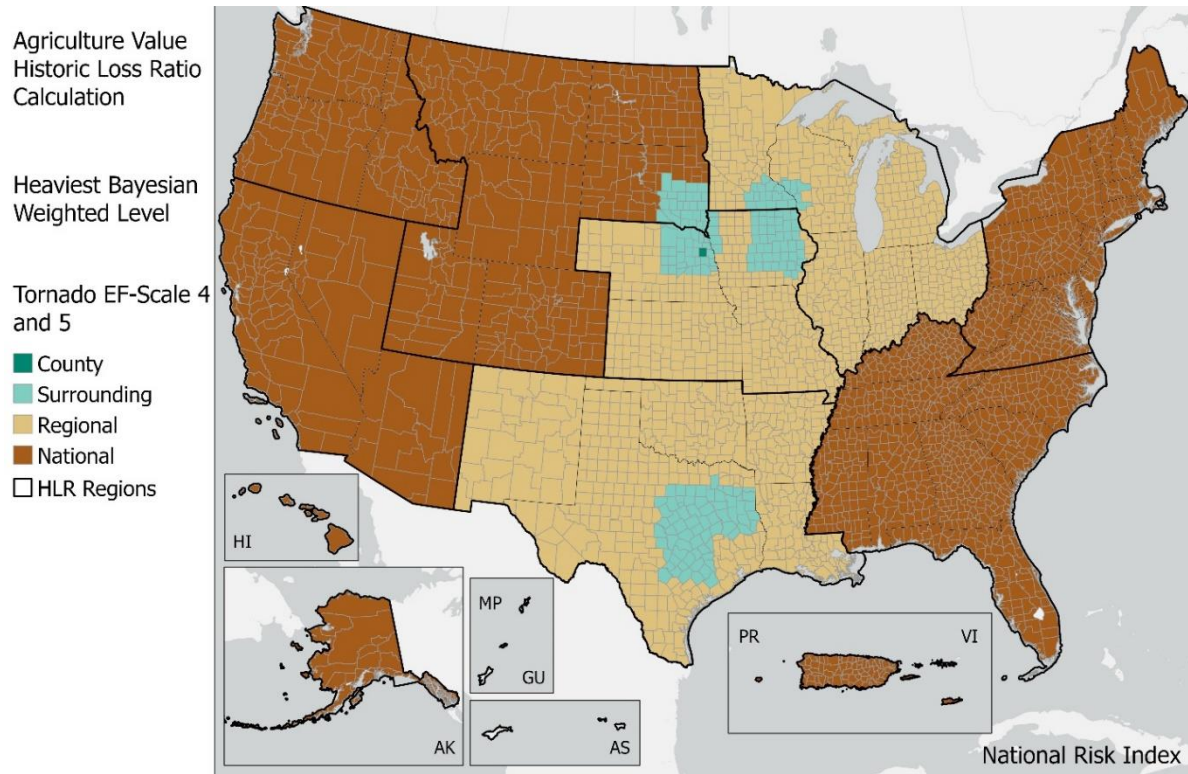 Agriculture Value
Historic Loss Ratio
Calculation
Heaviest Bayesian
Weighted Level
Tornado EF-Scale 4
and 5
County
Surrounding
Regional
National
HLR Regions
HI
AK
MP
GU
AS
PR
VI
National Risk Index